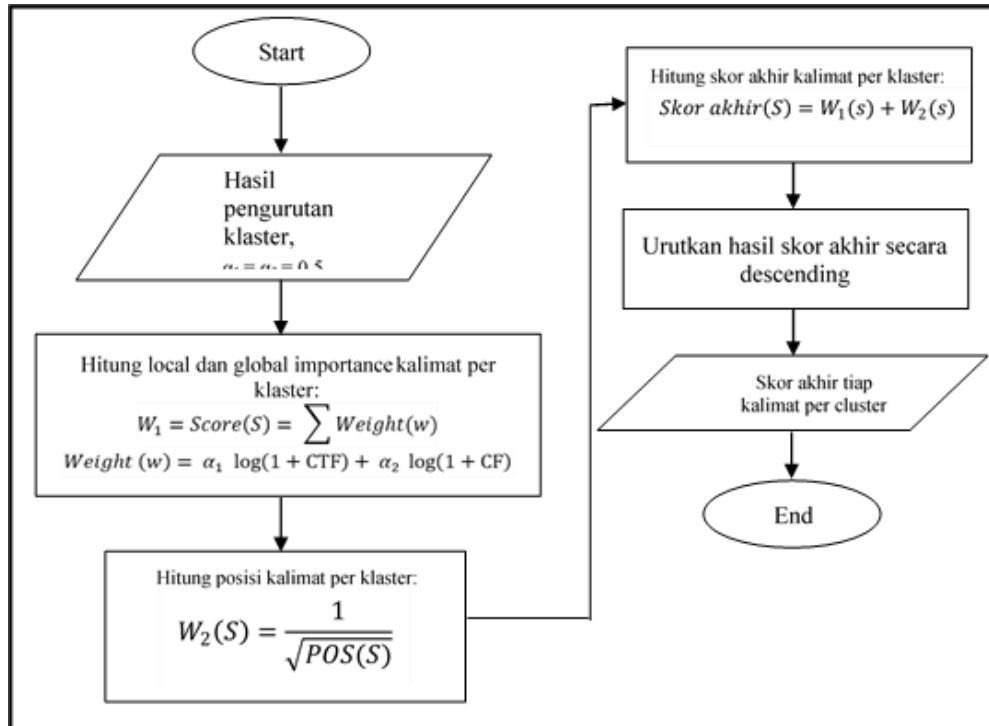 Start
Hasil
pengurutan
klaster,
Hitung local dan global importance kalimat per
klaster:
W₁ = Score(S) = ∑ Weight(w)
Weight (w) = α₁ log(1 + CTF) + α₂ log(1 + CF)
Hitung posisi kalimat per klaster:
W₂(S) = 1 / √POS(S)
Hitung skor akhir kalimat per klaster:
Skor akhir(S) = W₁(s) + W₂(s)
Urutkan hasil skor akhir secara
descending
Skor akhir tiap
kalimat per cluster
End